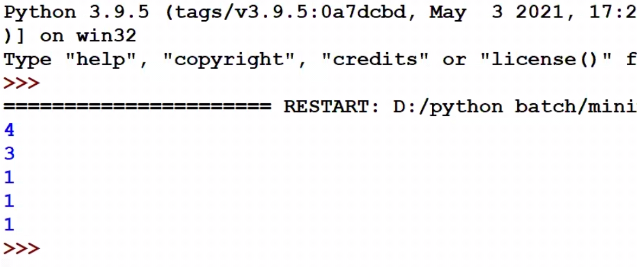 Python 3.9.5 (tags/v3.9.5:0a7dcbd, May  3 2021, 17:2
)] on win32
Type "help", "copyright", "credits" or "license()" f
>>>
====================== RESTART: D:/python batch/mini
4
3
1
1
1
>>>